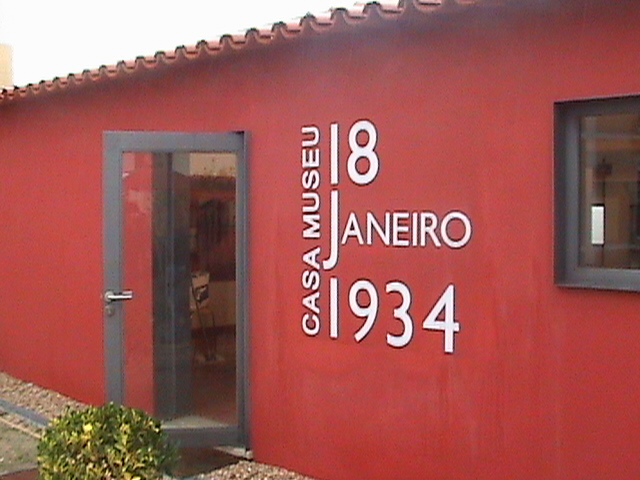 CASA MUSEU
18
JANEIRO
1934